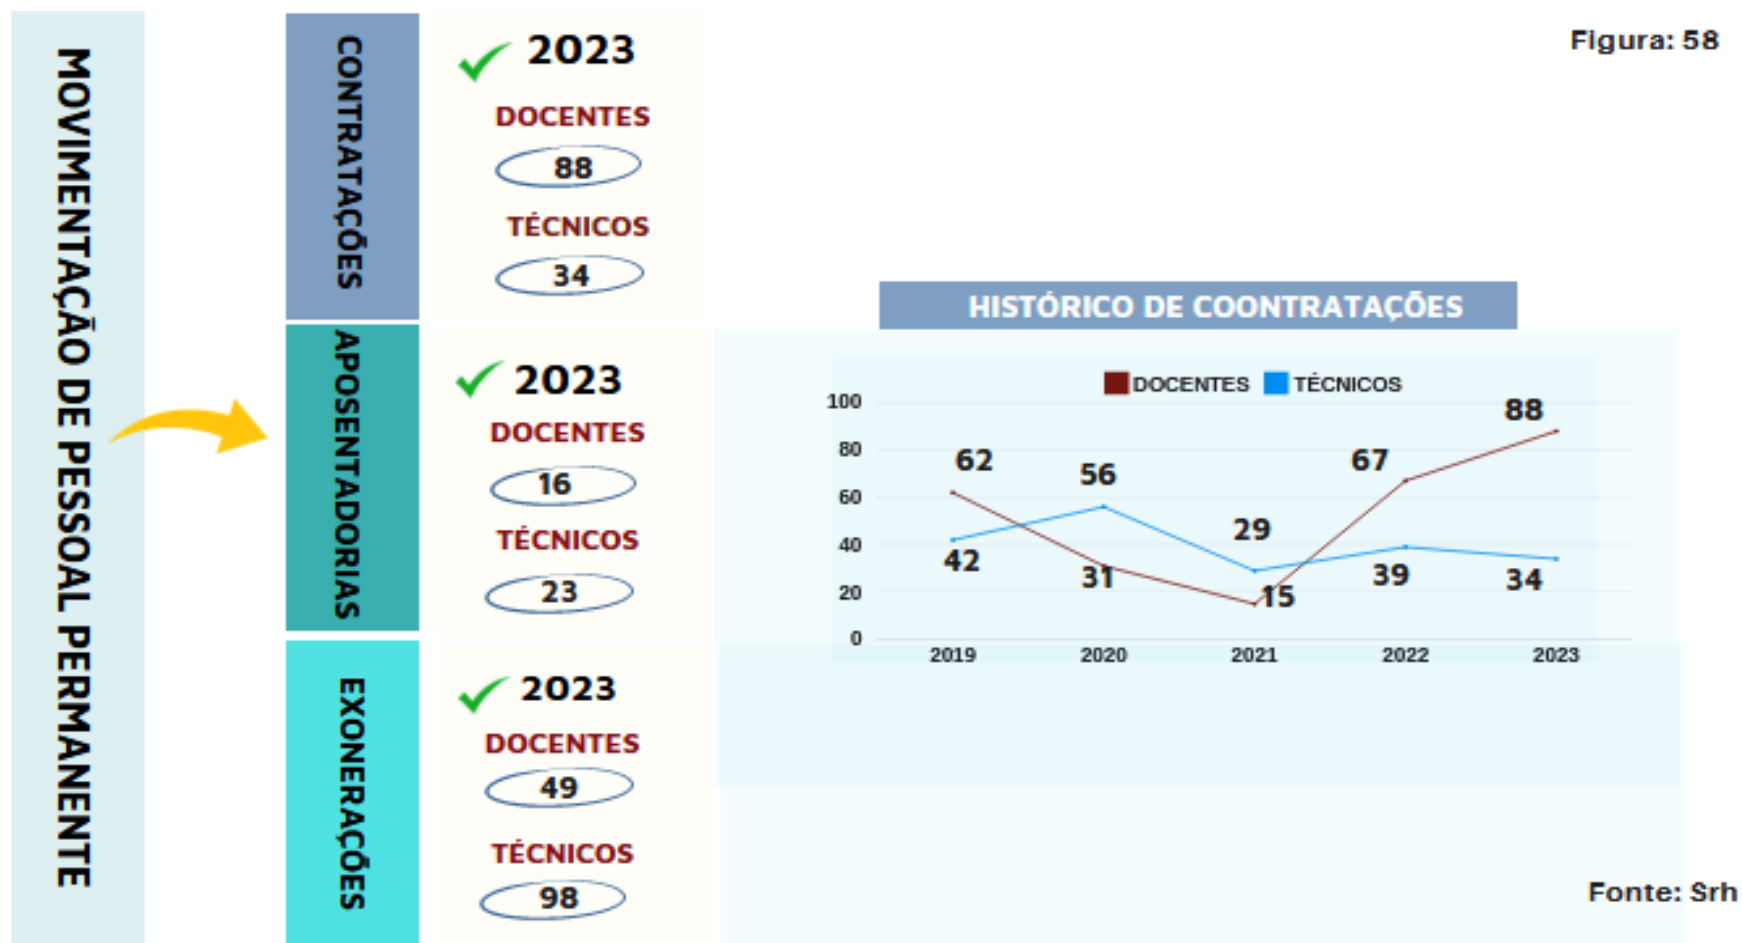 MOVIMENTAÇÃO DE PESSOAL PERMANENTE
CONTRATAÇÕES
2023
DOCENTES
88
TÉCNICOS
34
APOSENTADORIAS
2023
DOCENTES
16
TÉCNICOS
23
EXONERAÇÕES
2023
DOCENTES
49
TÉCNICOS
98
Figura: 58
HISTÓRICO DE COONTRATAÇÕES
DOCENTES TÉCNICOS
100
80
60
40
20
0
62
56
67
88
29
42
31
15
39
34
2019 2020 2021 2022 2023
Fonte: Srh